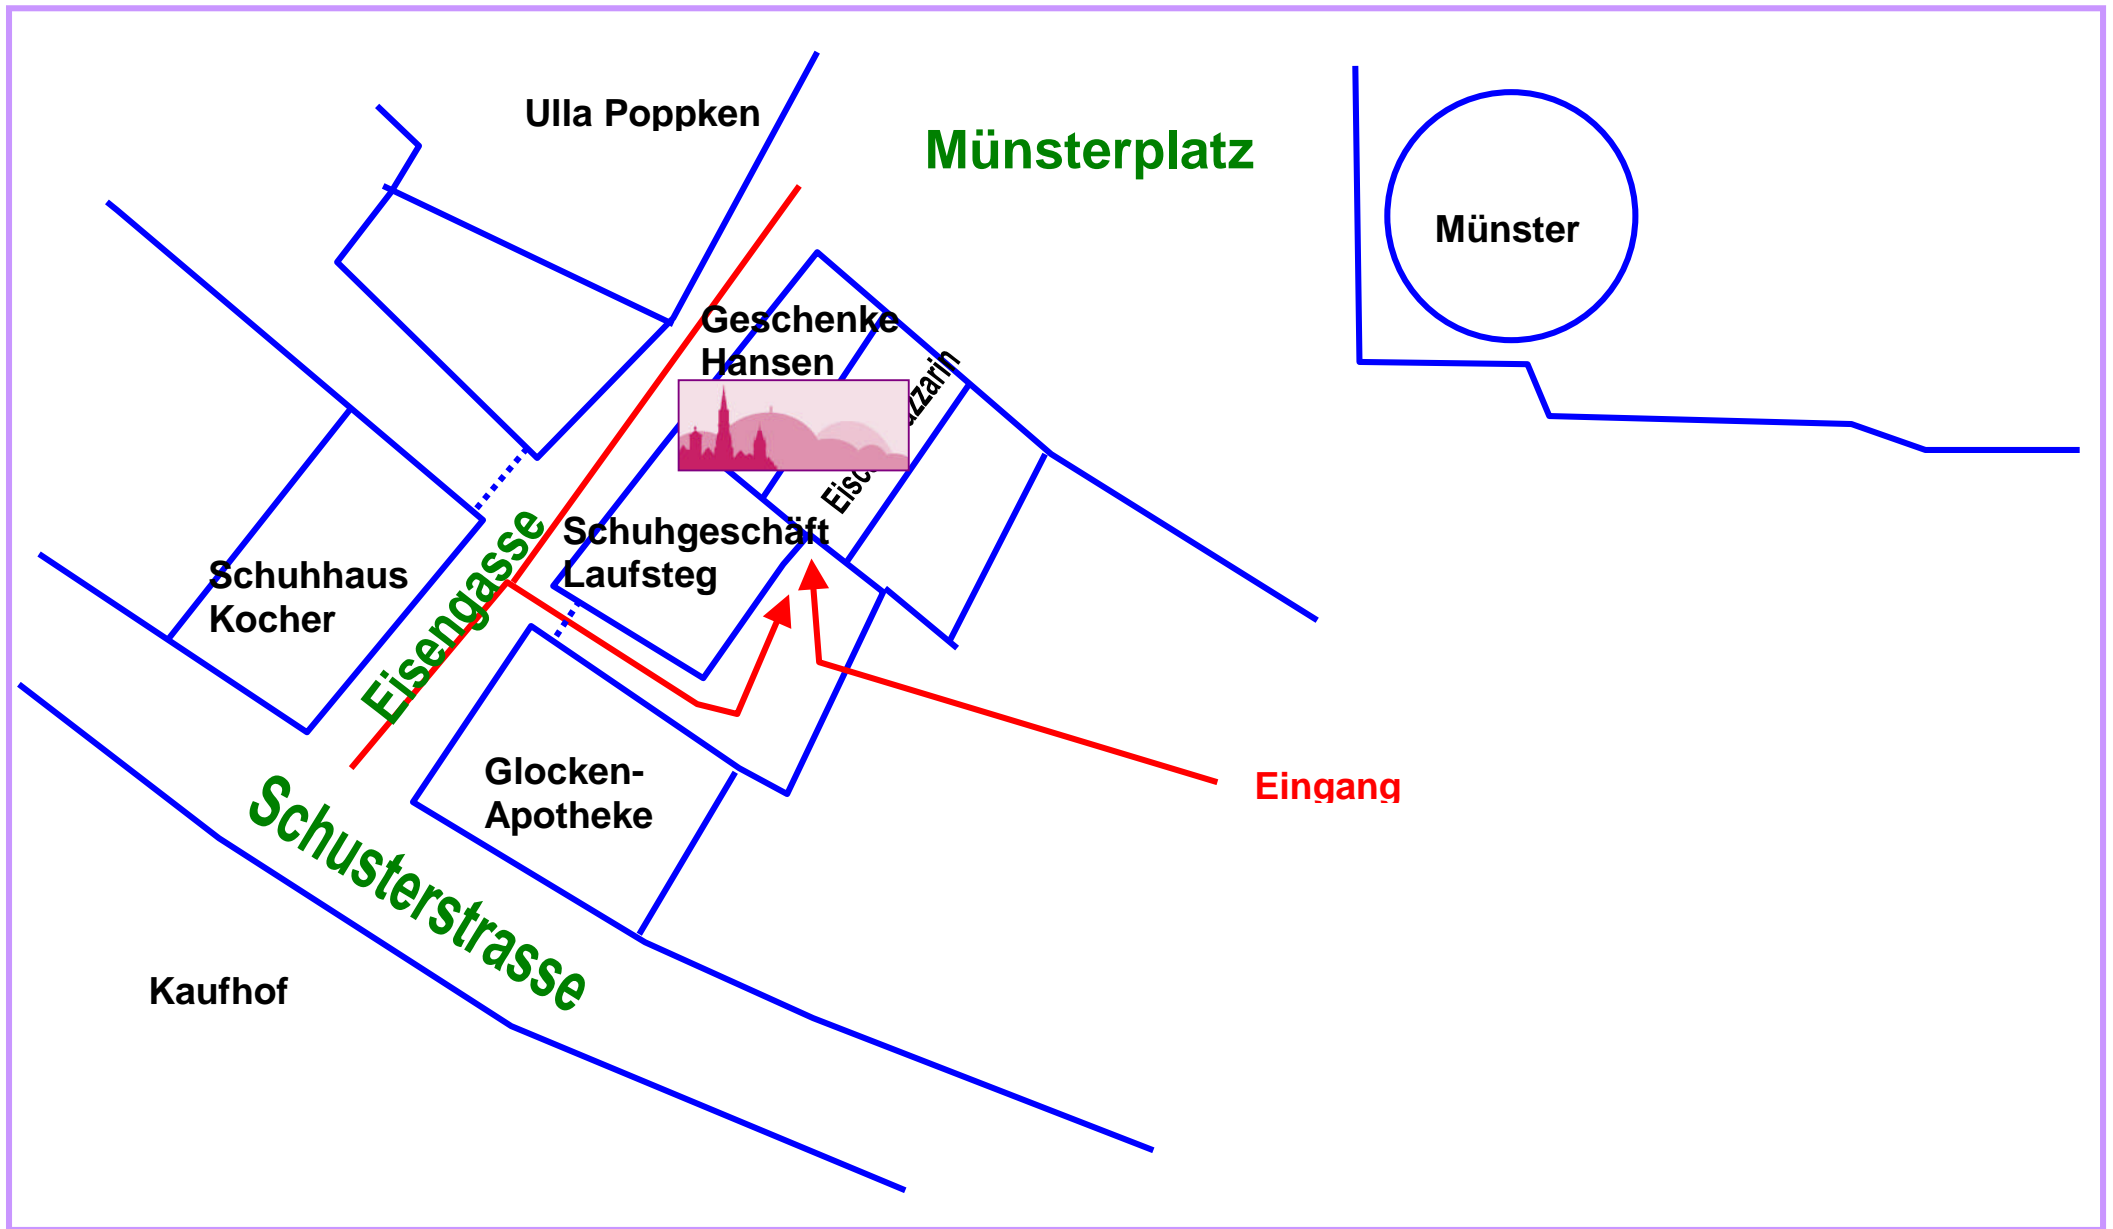 Ulla Poppken
Münsterplatz
Münster
Geschenke
Hansen
Schuhgeschäft
Laufsteg
Schuhhaus
Kocher
Eisengasse
Glocken-
Apotheke
Eingang
Schusterstrasse
Kaufhof